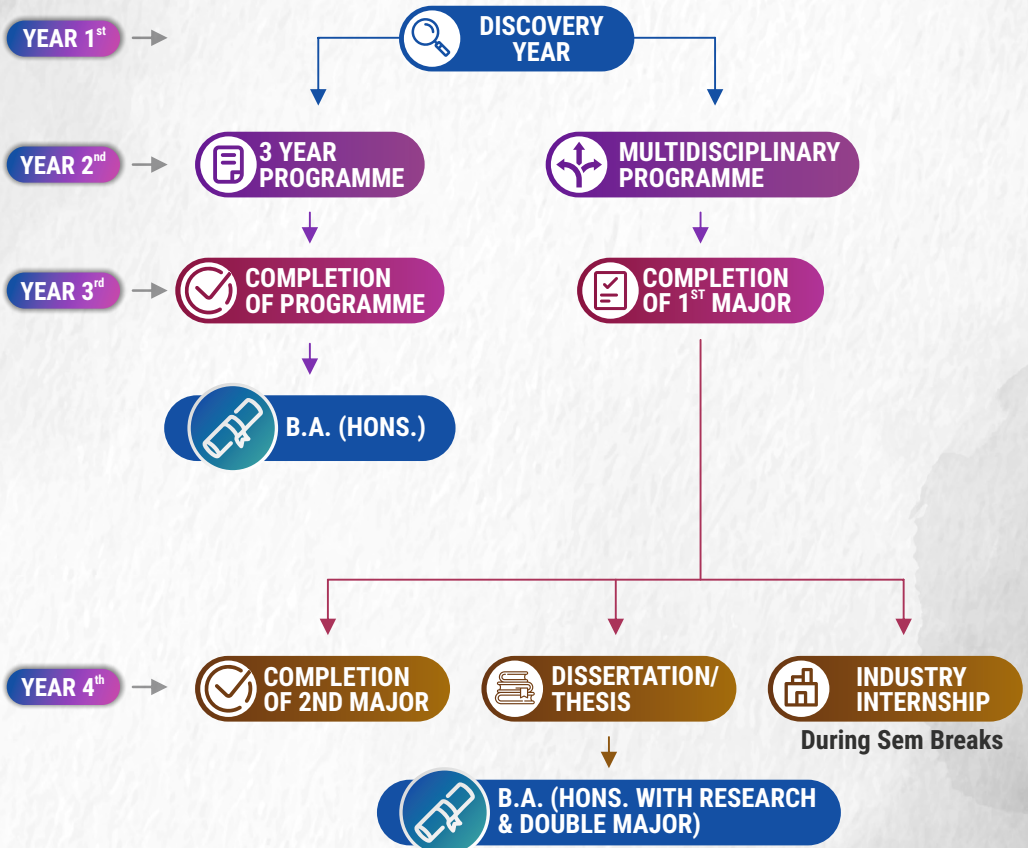 YEAR 1st
DISCOVERY
YEAR
YEAR 2nd
3 YEAR
PROGRAMME
MULTIDISCIPLINARY
PROGRAMME
YEAR 3rd
COMPLETION
OF PROGRAMME
COMPLETION
OF 1ST MAJOR
B.A. (HONS.)
YEAR 4th
COMPLETION
OF 2ND MAJOR
DISSERTATION/
THESIS
INDUSTRY
INTERNSHIP
During Sem Breaks
B.A. (HONS. WITH RESEARCH
& DOUBLE MAJOR)